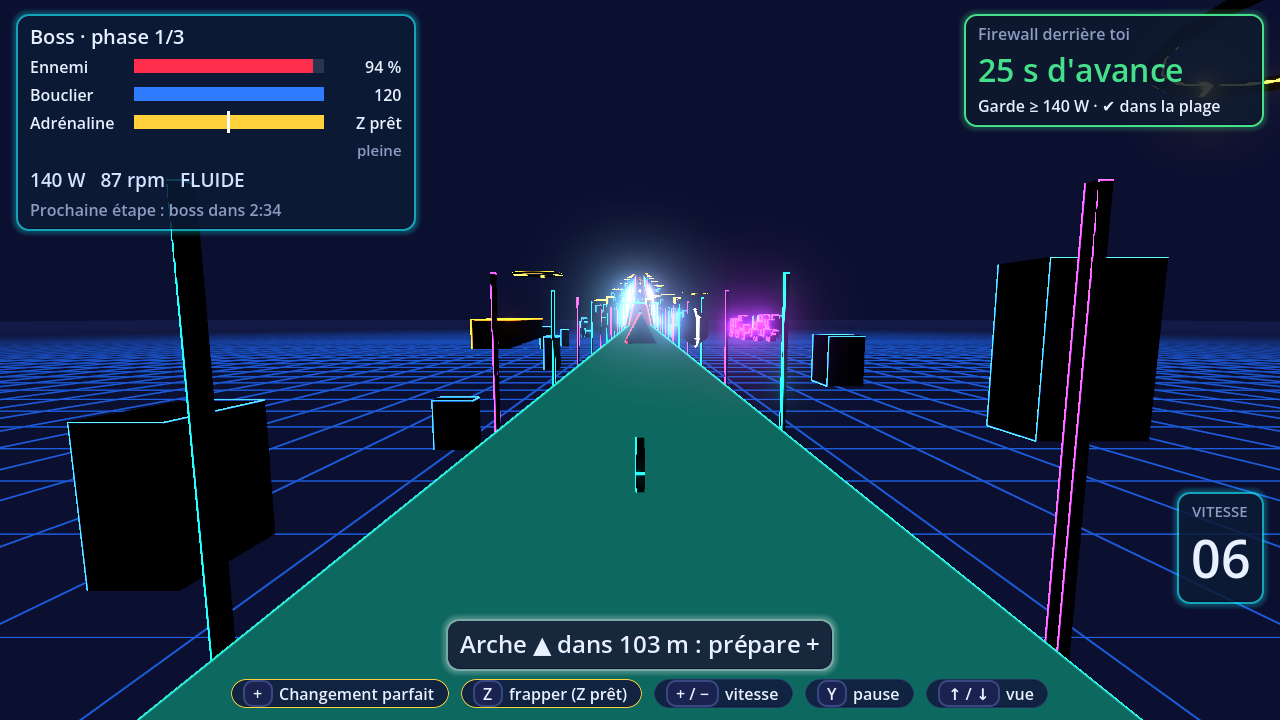 Boss · phase 1/3
Ennemi 94 %
Bouclier 120
Adrénaline Z prêt
pleine
140 W 87 rpm FLUIDE
Prochaine étape : boss dans 2:34
Firewall derrière toi
25 s d'avance
Garde ≥ 140 W · ✔ dans la plage
VITESSE
06
Arche ▲ dans 103 m : prépare +
+ Changement parfait Z frapper (Z prêt) + / − vitesse Y pause ↑ / ↓ vue